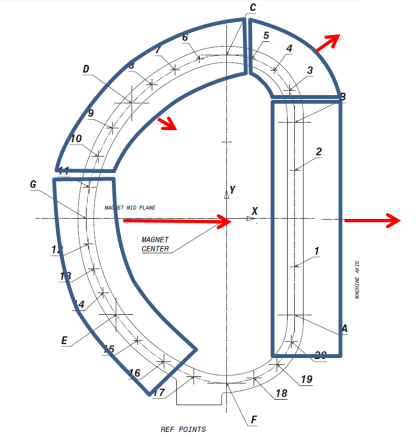 C
6
5
7
4
D
8
3
9
B
10
2
11
Y
G
MAGNET MID PLANE
X
MAGNET
CENTER
12
1
13
MACHINE AXIS
14
A
E
15
20
16
19
17
18
F
REF POINTS